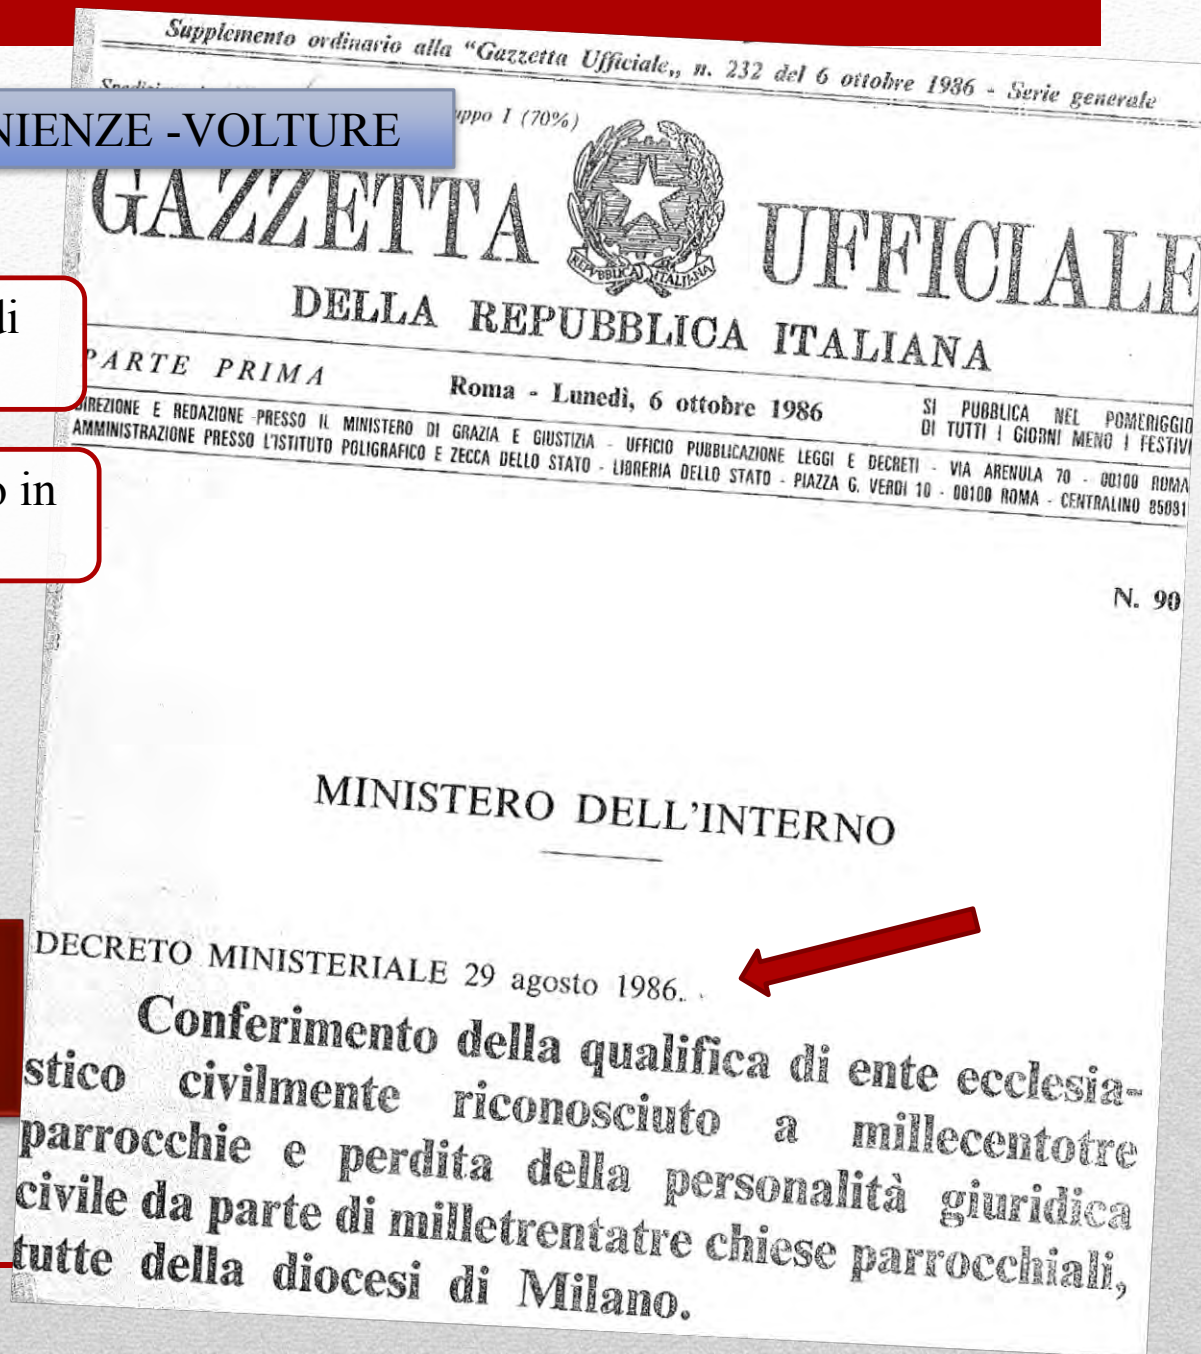 Supplemento ordinario alla “Gazzetta Ufficiale„ n. 232 del 6 ottobre 1986 - Serie generale
NIENZE -VOLTURE
I (70%)
GAZZETTA UFFICIALE
REPUBBLICA ITALIANA
DELLA REPUBBLICA ITALIANA
di
PARTE PRIMA
Roma - Lunedì, 6 ottobre 1986
SI PUBBLICA NEL POMERIGGIO
DI TUTTI I GIORNI MENO I FESTIVI
DIREZIONE E REDAZIONE PRESSO IL MINISTERO DI GRAZIA E GIUSTIZIA - UFFICIO PUBBLICAZIONE LEGGI E DECRETI - VIA ARENULA 70 - 00100 ROMA
AMMINISTRAZIONE PRESSO L'ISTITUTO POLIGRAFICO E ZECCA DELLO STATO - LIBRERIA DELLO STATO - PIAZZA G. VERDI 10 - 00100 ROMA - CENTRALINO 85081
o in
N. 90
MINISTERO DELL'INTERNO
DECRETO MINISTERIALE 29 agosto 1986.
Conferimento della qualifica di ente ecclesia-
stico civilmente riconosciuto a millecentotre
parrocchie e perdita della personalità giuridica
civile da parte di milletrentatre chiese parrocchiali,
tutte della diocesi di Milano.